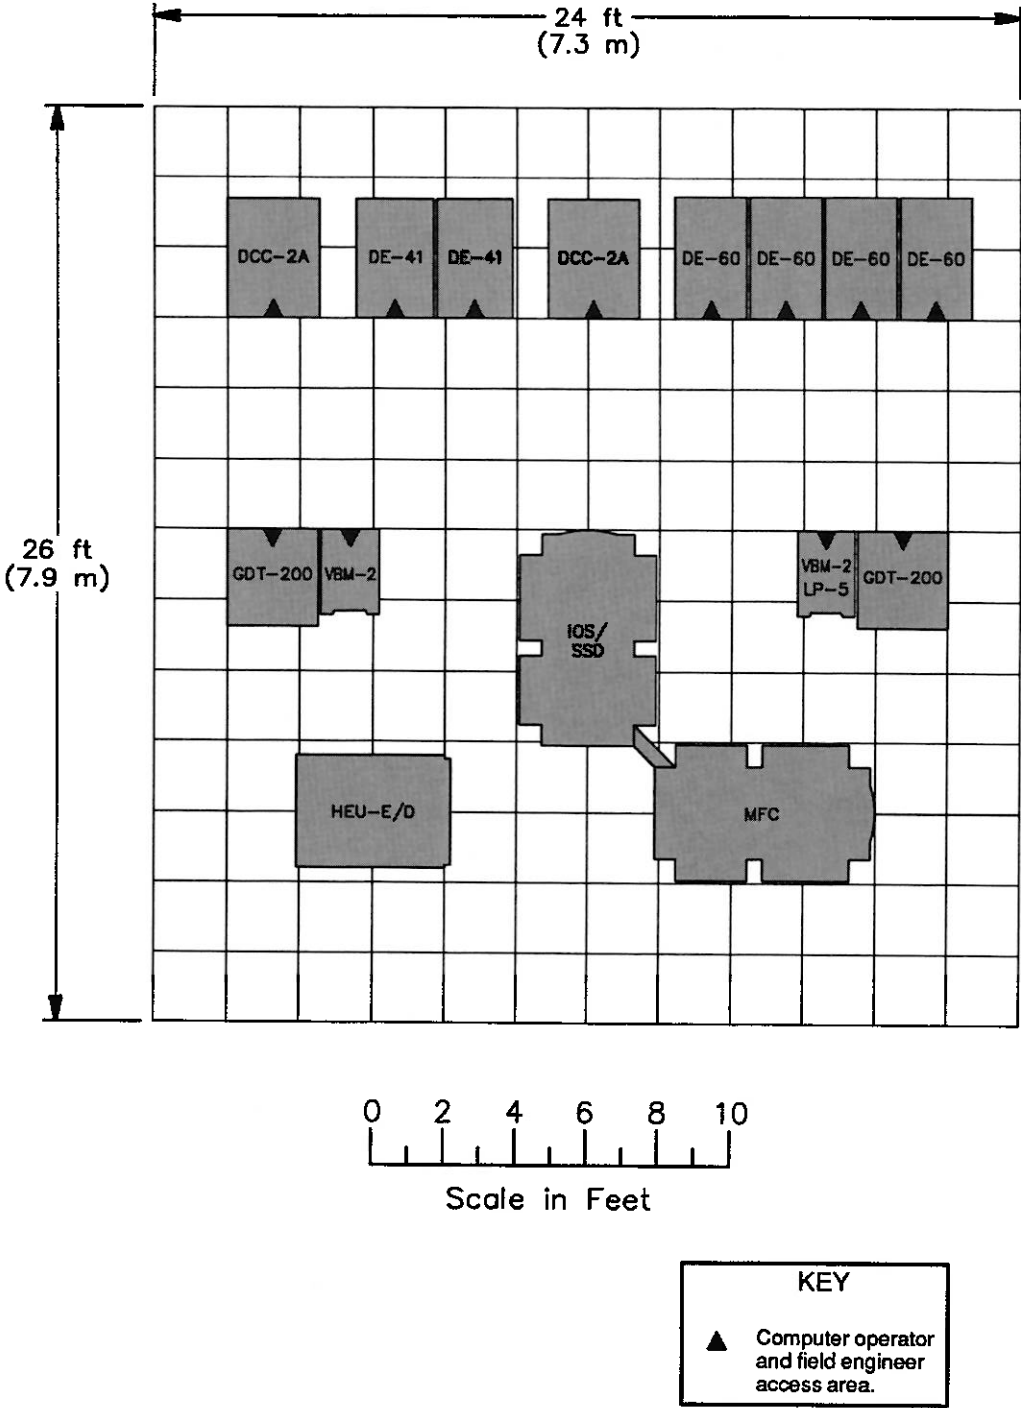 24 ft
(7.3 m)
DCC-2A
DE-41
DE-41
DCC-2A
DE-60
DE-60
DE-60
DE-60
26 ft
(7.9 m)
GDT-200
VBM-2
IOS/
SSD
VBM-2
LP-5
GDT-200
HEU-E/D
MFC
0 2 4 6 8 10
Scale in Feet
KEY
Computer operator
and field engineer
access area.